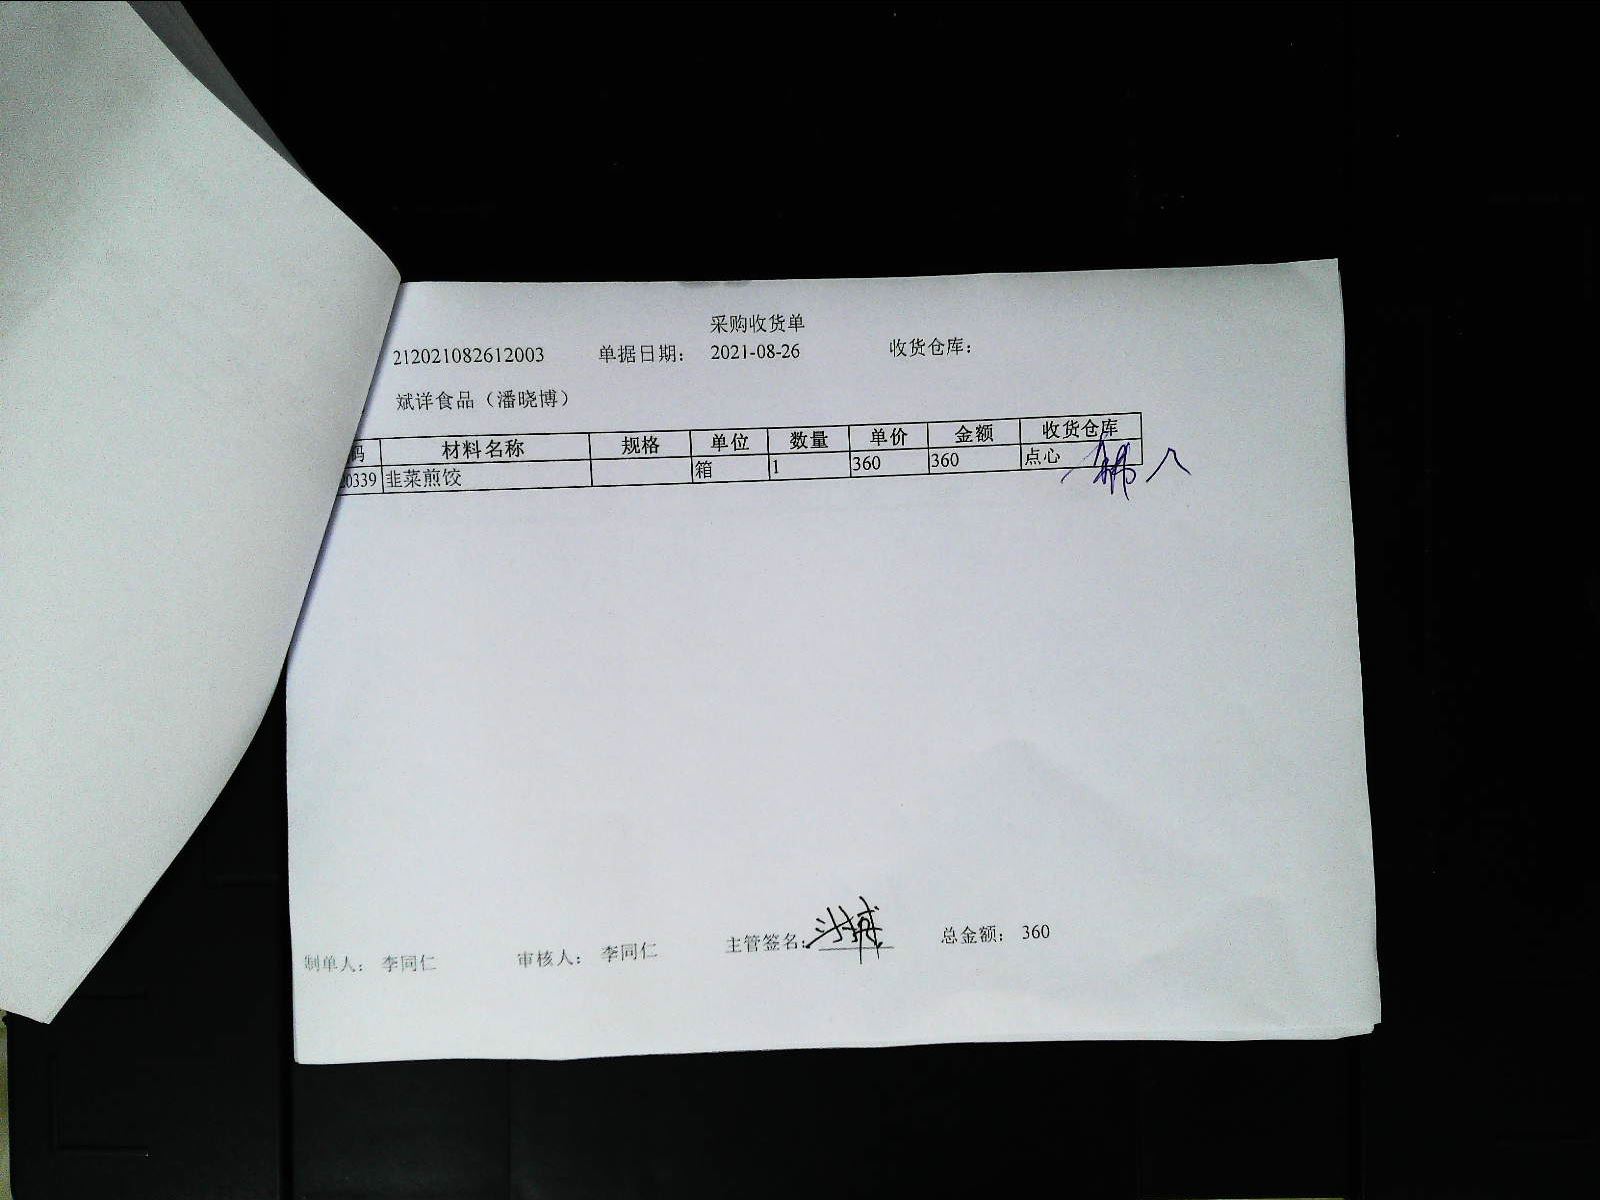 采购收货单
212021082612003 单据日期： 2021-08-26 收货仓库：
斌详食品（潘晓博）
码 材料名称 规格 单位 数量 单价 金额 收货仓库
0339 韭菜煎饺 箱 1 360 360 点心
制单人： 李同仁 审核人： 李同仁 主管签名： 总金额： 360